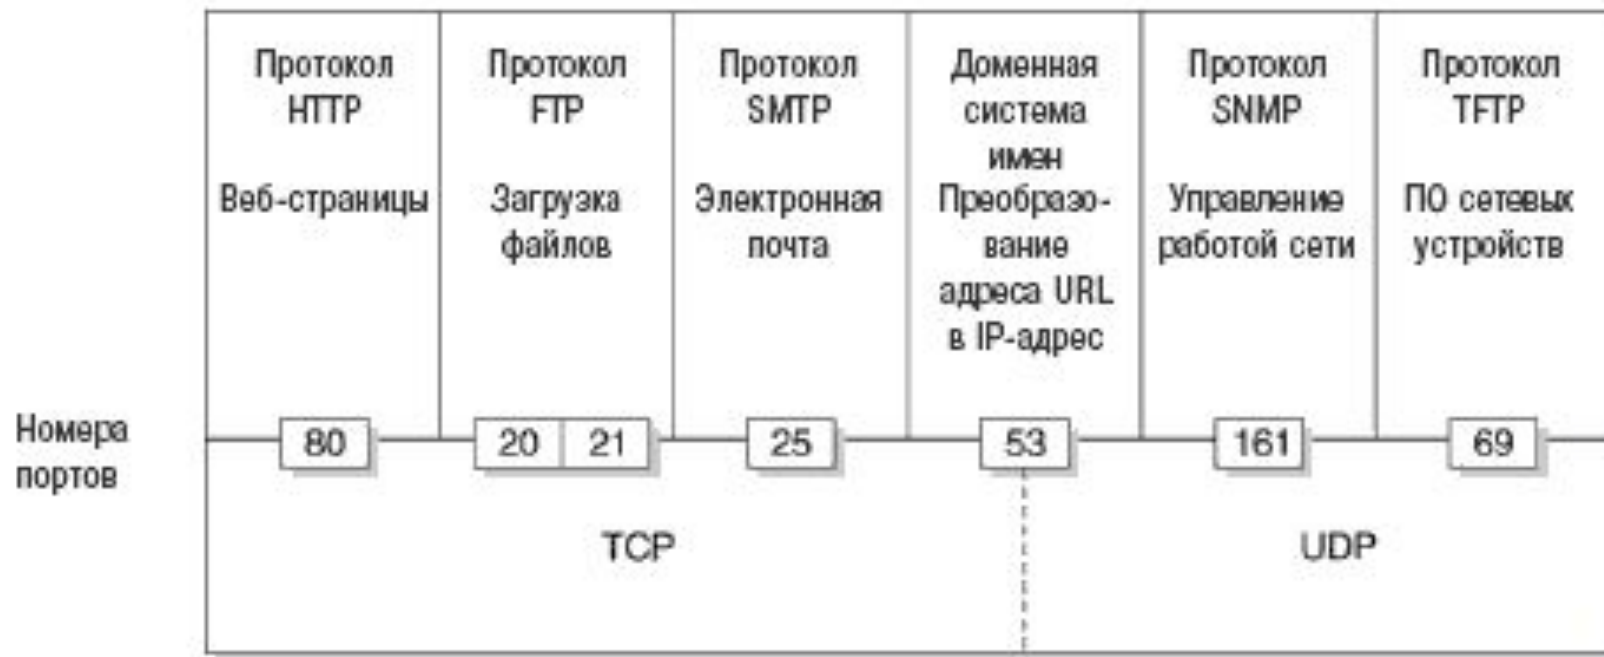 Протокол
HTTP
Веб-страницы
Протокол
FTP
Загрузка
файлов
Протокол
SMTP
Электронная
почта
Доменная
система
имен
Преобразо-
вание
адреса URL
в IP-адрес
Протокол
SNMP
Управление
работой сети
Протокол
TFTP
ПО сетевых
устройств
Номера
портов
80
20 21
25
53
161
69
TCP
UDP